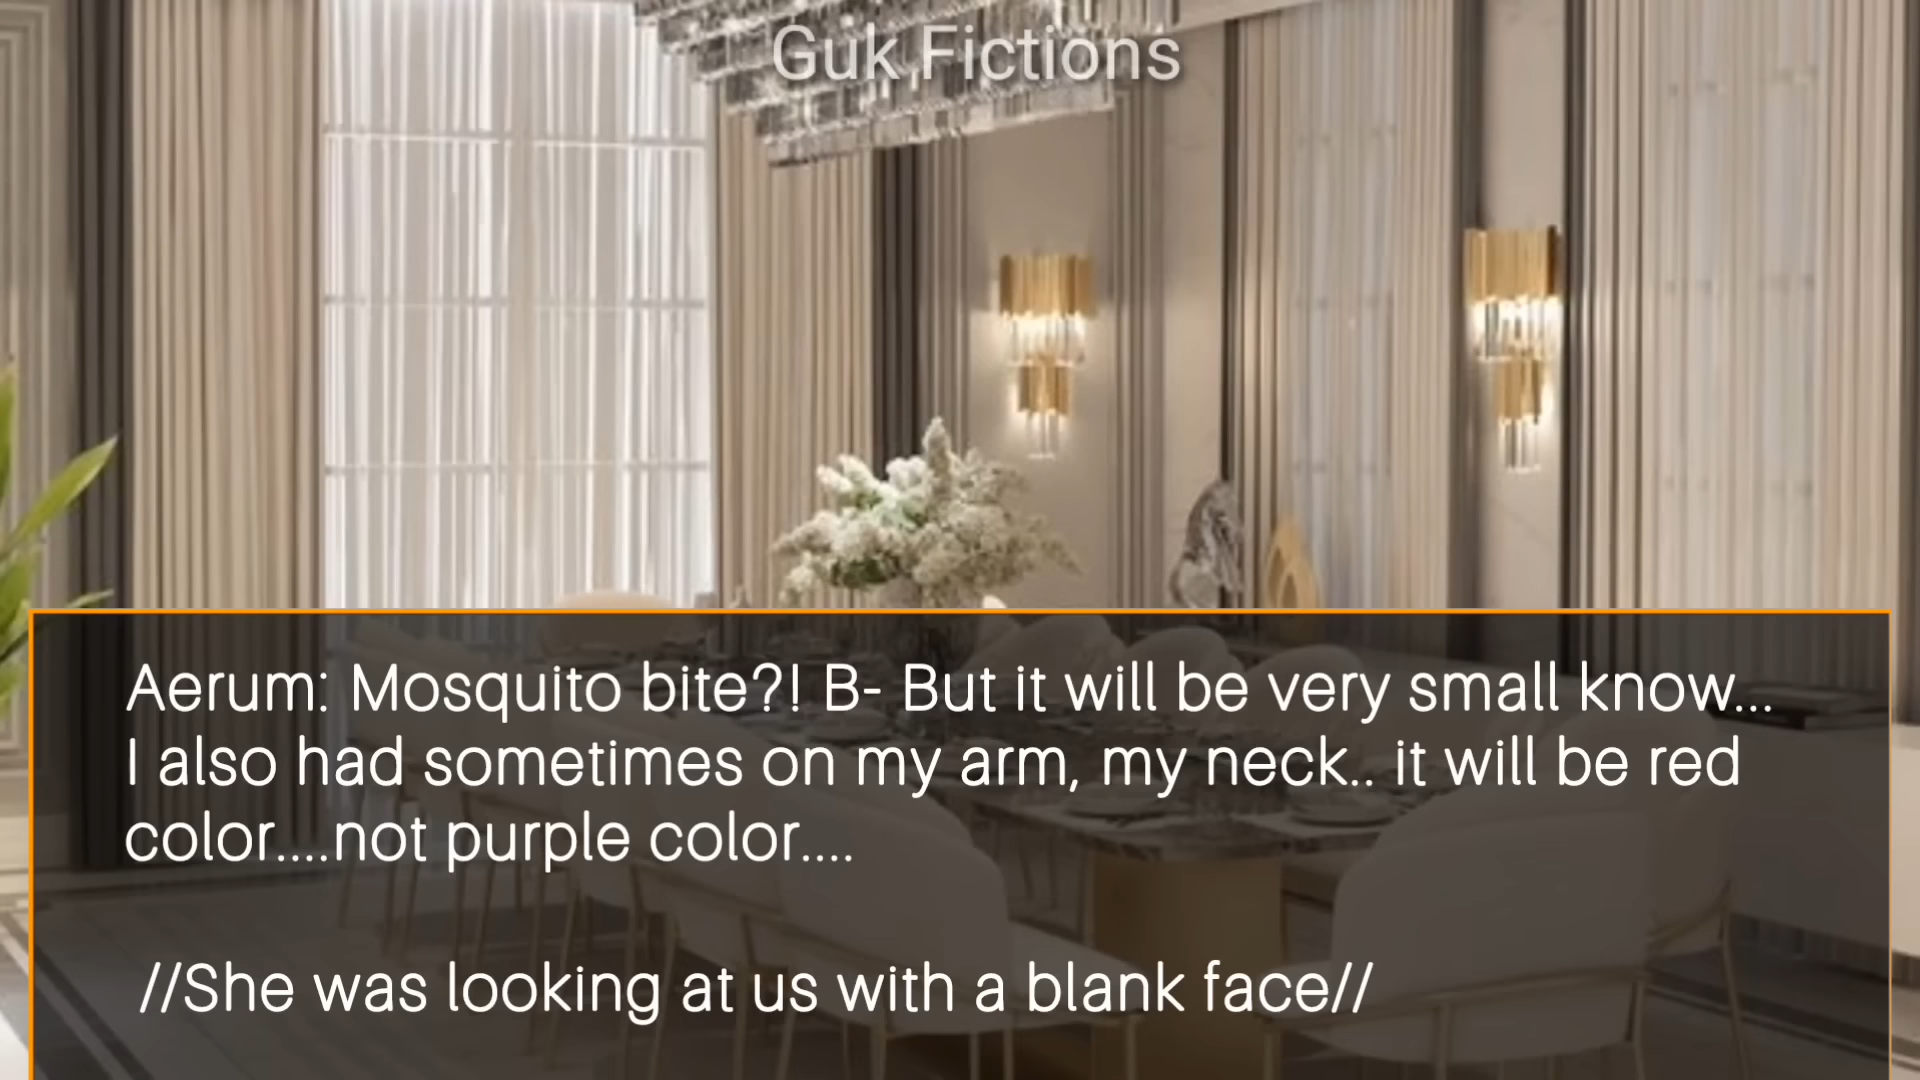 Guk Fictions
Aerum: Mosquito bite?! B- But it will be very small know...
I also had sometimes on my arm, my neck.. it will be red
color....not purple color....
//She was looking at us with a blank face//